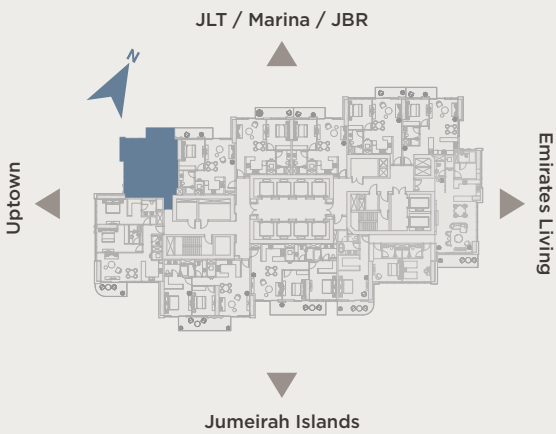 JLT / Marina / JBR
N
Uptown
Emirates Living
Jumeirah Islands